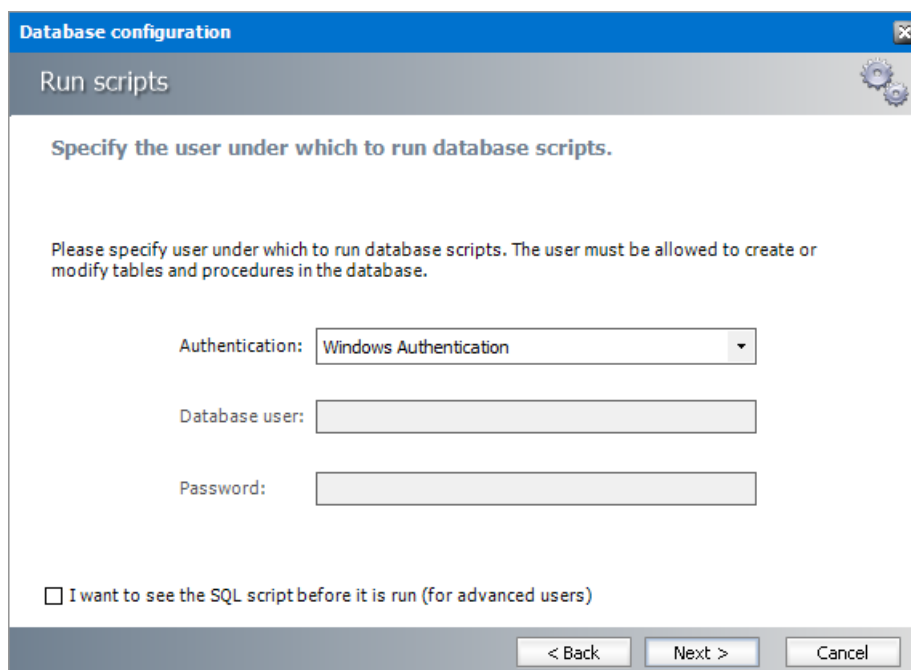 Database configuration
Run scripts
Specify the user under which to run database scripts.
Please specify user under which to run database scripts. The user must be allowed to create or
modify tables and procedures in the database.
Authentication: Windows Authentication
Database user:
Password:
I want to see the SQL script before it is run (for advanced users)
< Back Next > Cancel